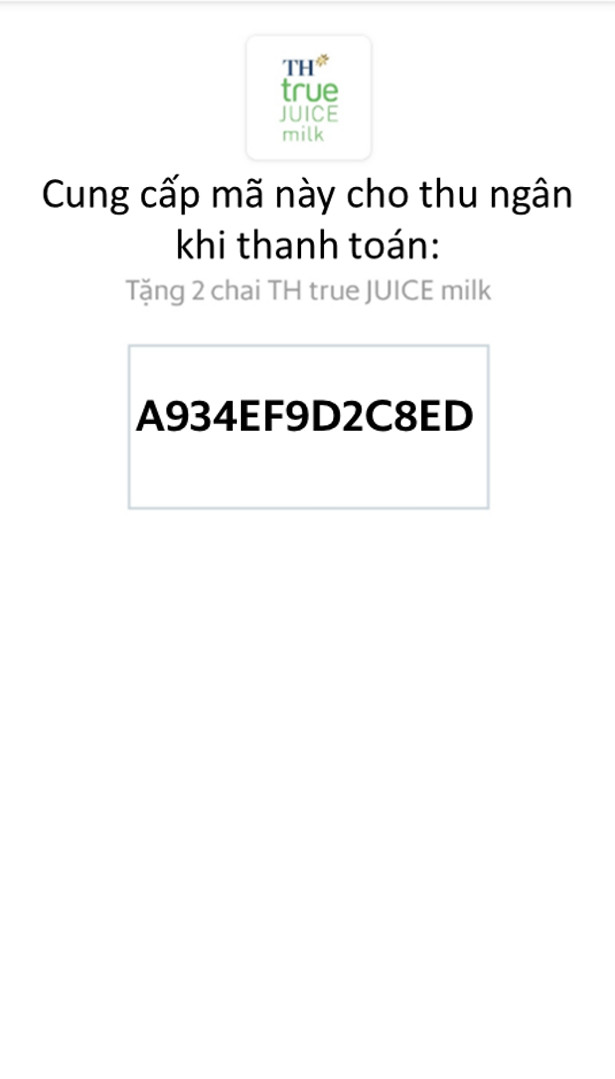 TH
true
JUICE
milk
Cung cấp mã này cho thu ngân
khi thanh toán:
Tặng 2 chai TH true JUICE milk
A934EF9D2C8ED